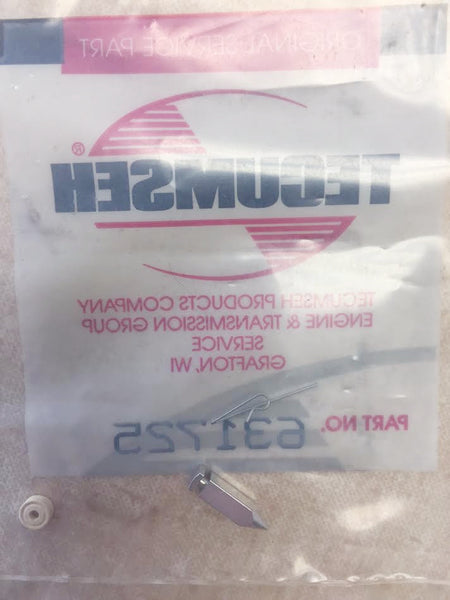 ORIGINAL SERVICE PART
TECUMSEH®
TECUMSEH PRODUCTS COMPANY
ENGINE & TRANSMISSION GROUP
SERVICE
GRAFTON, WI
PART NO. 631725